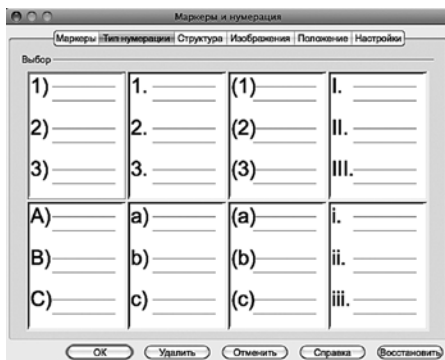 Маркеры и нумерация
Маркеры Тип нумерации Структура Изображения Положение Настройки
Выбор
1) 1. (1) I.
2) 2. (2) II.
3) 3. (3) III.
A) a) (a) i.
B) b) (b) ii.
C) c) (c) iii.
OK Удалить Отменить Справка Восстановить